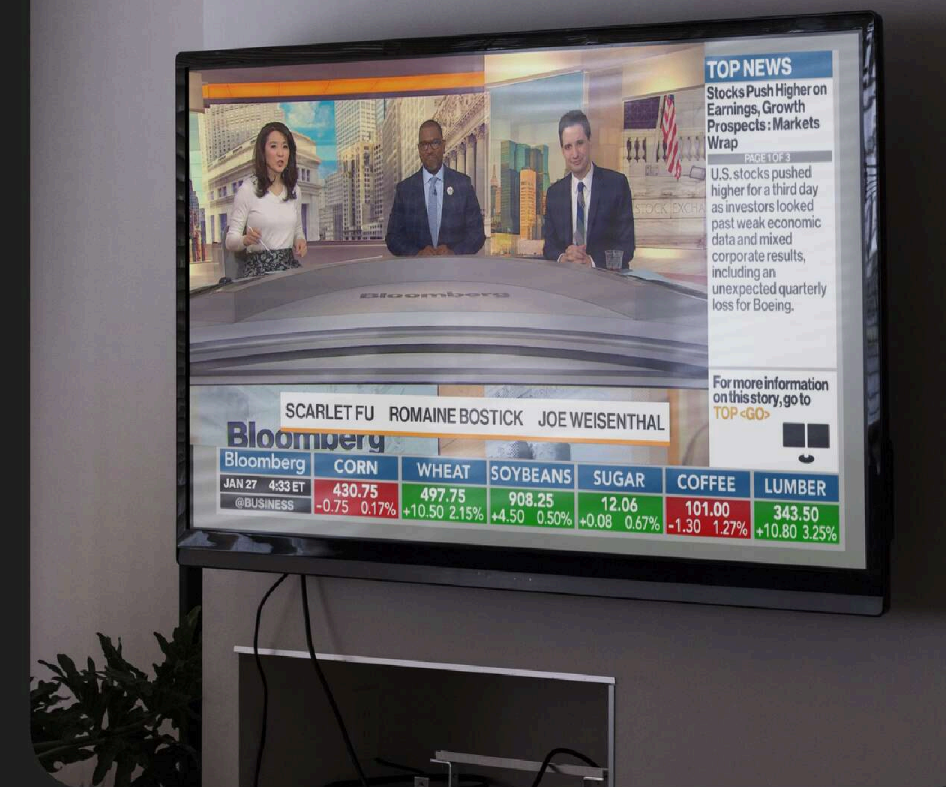 TOP NEWS
Stocks Push Higher on
Earnings, Growth
Prospects: Markets
Wrap
PAGE 1 OF 3
U.S. stocks pushed
higher for a third day
as investors looked
past weak economic
data and mixed
corporate results,
including an
unexpected quarterly
loss for Boeing.
For more information
on this story, go to
TOP <GO>
STOCK EXCHA
Bloomberg
SCARLET FU ROMAINE BOSTICK JOE WEISENTHAL
Bloomberg
Bloomberg CORN WHEAT SOYBEANS SUGAR COFFEE LUMBER
JAN 27 4:33 ET 430.75 497.75 908.25 12.06 101.00 343.50
@BUSINESS -0.75 0.17% +10.50 2.15% +4.50 0.50% +0.08 0.67% -1.30 1.27% +10.80 3.25%